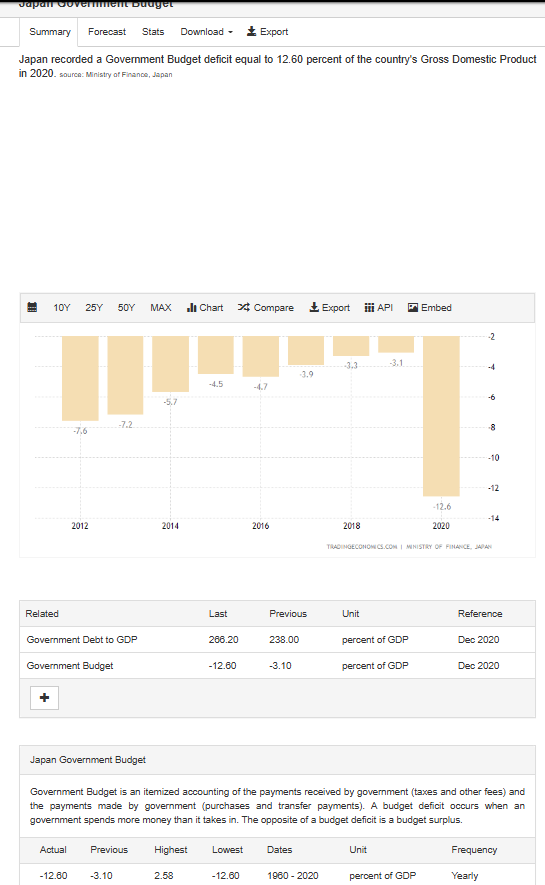 Japan Government Budget
Summary Forecast Stats Download Export
Japan recorded a Government Budget deficit equal to 12.60 percent of the country's Gross Domestic Product
in 2020. source: Ministry of Finance, Japan
10Y 25Y 50Y MAX Chart Compare Export API Embed
-2
-3.3 -3.1
-4
-4.5 -4.7 -3.9
-5.7
-6
-7.6 -7.2
-8
-10
-12
-12.6
-14
2012 2014 2016 2018 2020
TRADINGECONOMICS.COM | MINISTRY OF FINANCE, JAPAN
Related Last Previous Unit Reference
Government Debt to GDP 266.20 238.00 percent of GDP Dec 2020
Government Budget -12.60 -3.10 percent of GDP Dec 2020
Japan Government Budget
Government Budget is an itemized accounting of the payments received by government (taxes and other fees) and
the payments made by government (purchases and transfer payments). A budget deficit occurs when an
government spends more money than it takes in. The opposite of a budget deficit is a budget surplus.
Actual Previous Highest Lowest Dates Unit Frequency
-12.60 -3.10 2.58 -12.60 1960 - 2020 percent of GDP Yearly